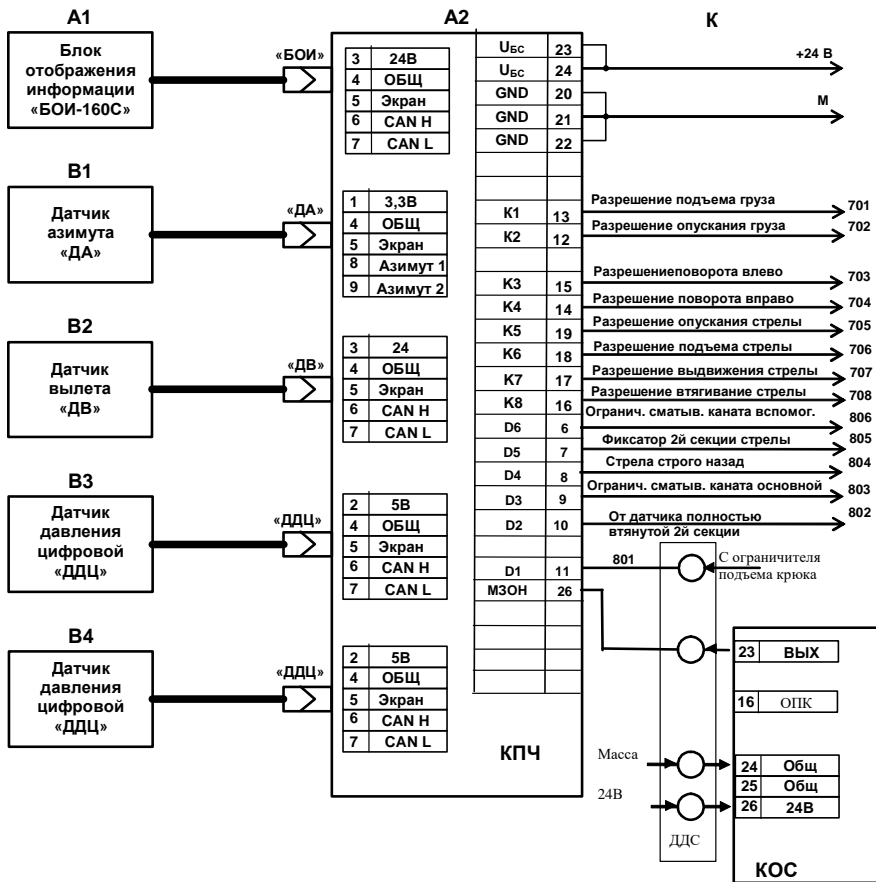 А1
А2
К
Блок
отображения
информации
«БОИ-160С»
«БОИ»
3 24В
4 ОБЩ
5 Экран
6 CAN H
7 CAN L
UБС 23
UБС 24
GND 20
GND 21
GND 22
+24 В
М
В1
Датчик
азимута
«ДА»
«ДА»
1 3,3В
4 ОБЩ
5 Экран
8 Азимут 1
9 Азимут 2
К1 13 Разрешение подъема груза 701
К2 12 Разрешение опускания груза 702
К3 15 Разрешениеповорота влево 703
К4 14 Разрешение поворота вправо 704
К5 19 Разрешение опускания стрелы 705
К6 18 Разрешение подъема стрелы 706
К7 17 Разрешение выдвижения стрелы 707
К8 16 Разрешение втягивание стрелы 708
D6 6 Огранич. сматыв. каната вспомог. 806
D5 7 Фиксатор 2й секции стрелы 805
D4 8 Стрела строго назад 804
D3 9 Огранич. сматыв. каната основной 803
D2 10 От датчика полностью 802
втянутой 2й секции
В2
Датчик
вылета
«ДВ»
«ДВ»
3 24
4 ОБЩ
5 Экран
6 CAN H
7 CAN L
В3
Датчик
давления
цифровой
«ДДЦ»
«ДДЦ»
2 5В
4 ОБЩ
5 Экран
6 CAN H
7 CAN L
D1 11 801
С ограничителя
подъема крюка
МЗОН 26
В4
Датчик
давления
цифровой
«ДДЦ»
«ДДЦ»
2 5В
4 ОБЩ
5 Экран
6 CAN H
7 CAN L
КПЧ
23 ВЫХ
16 ОПК
Масса
24 Общ
25 Общ
24В
26 24В
ДДС
КОС